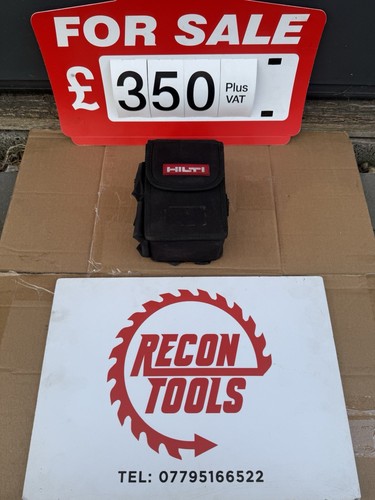 FOR SALE
£350 Plus
VAT
HILTI
RECON
TOOLS
TEL: 07795166522